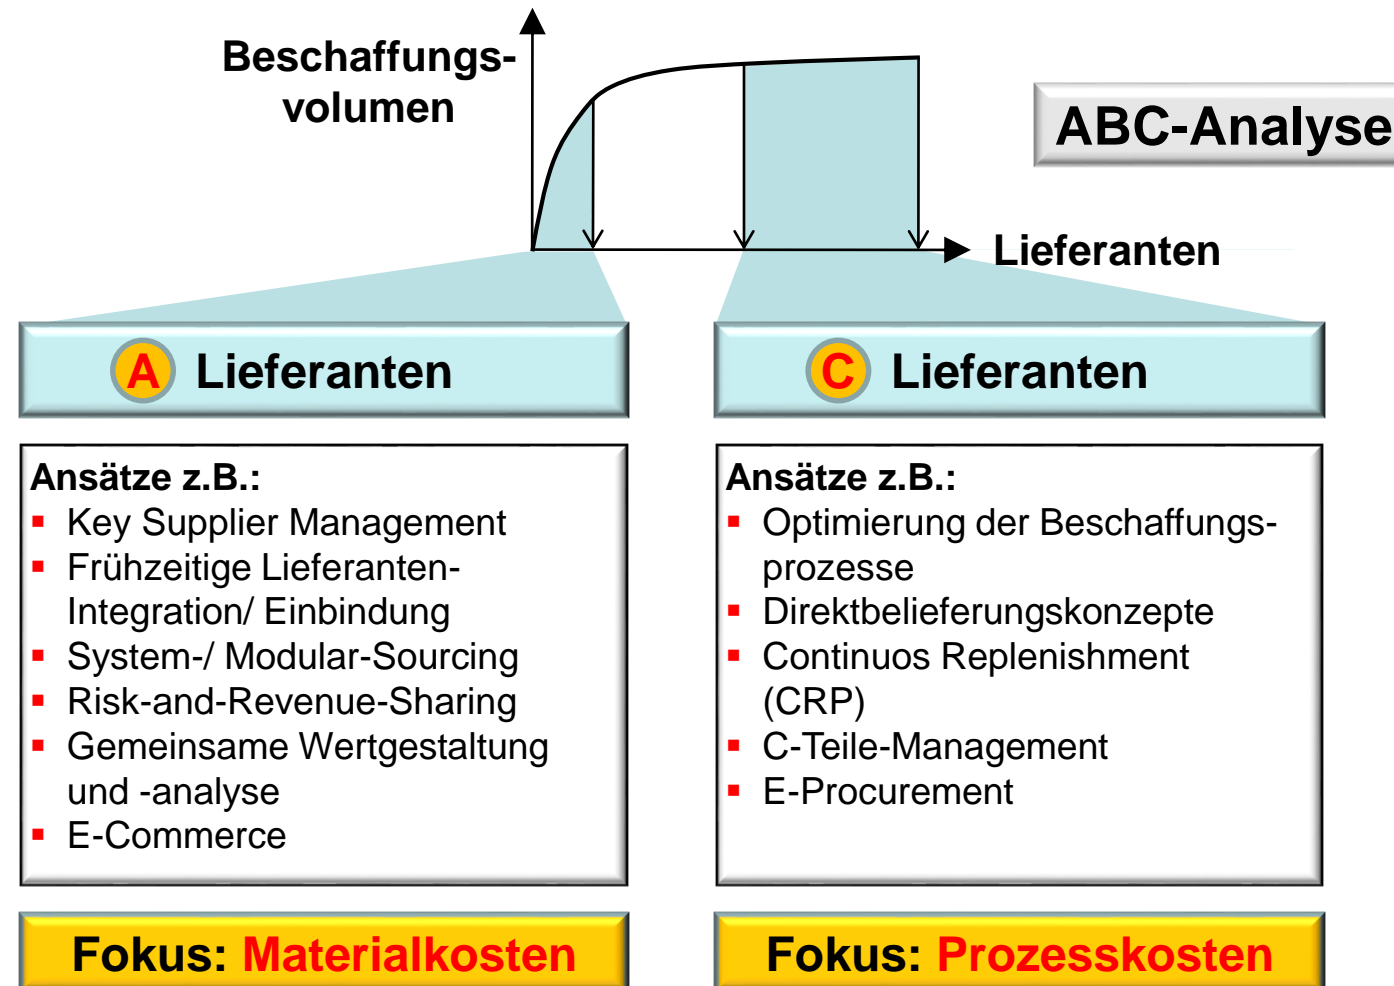 Beschaffungs-
volumen
ABC-Analyse
Lieferanten
A Lieferanten
Ansätze z.B.:
▪ Key Supplier Management
▪ Frühzeitige Lieferanten-
Integration/ Einbindung
▪ System-/ Modular-Sourcing
▪ Risk-and-Revenue-Sharing
▪ Gemeinsame Wertgestaltung
und -analyse
▪ E-Commerce
Fokus: Materialkosten
C Lieferanten
Ansätze z.B.:
▪ Optimierung der Beschaffungs-
prozesse
▪ Direktbelieferungskonzepte
▪ Continuos Replenishment
(CRP)
▪ C-Teile-Management
▪ E-Procurement
Fokus: Prozesskosten